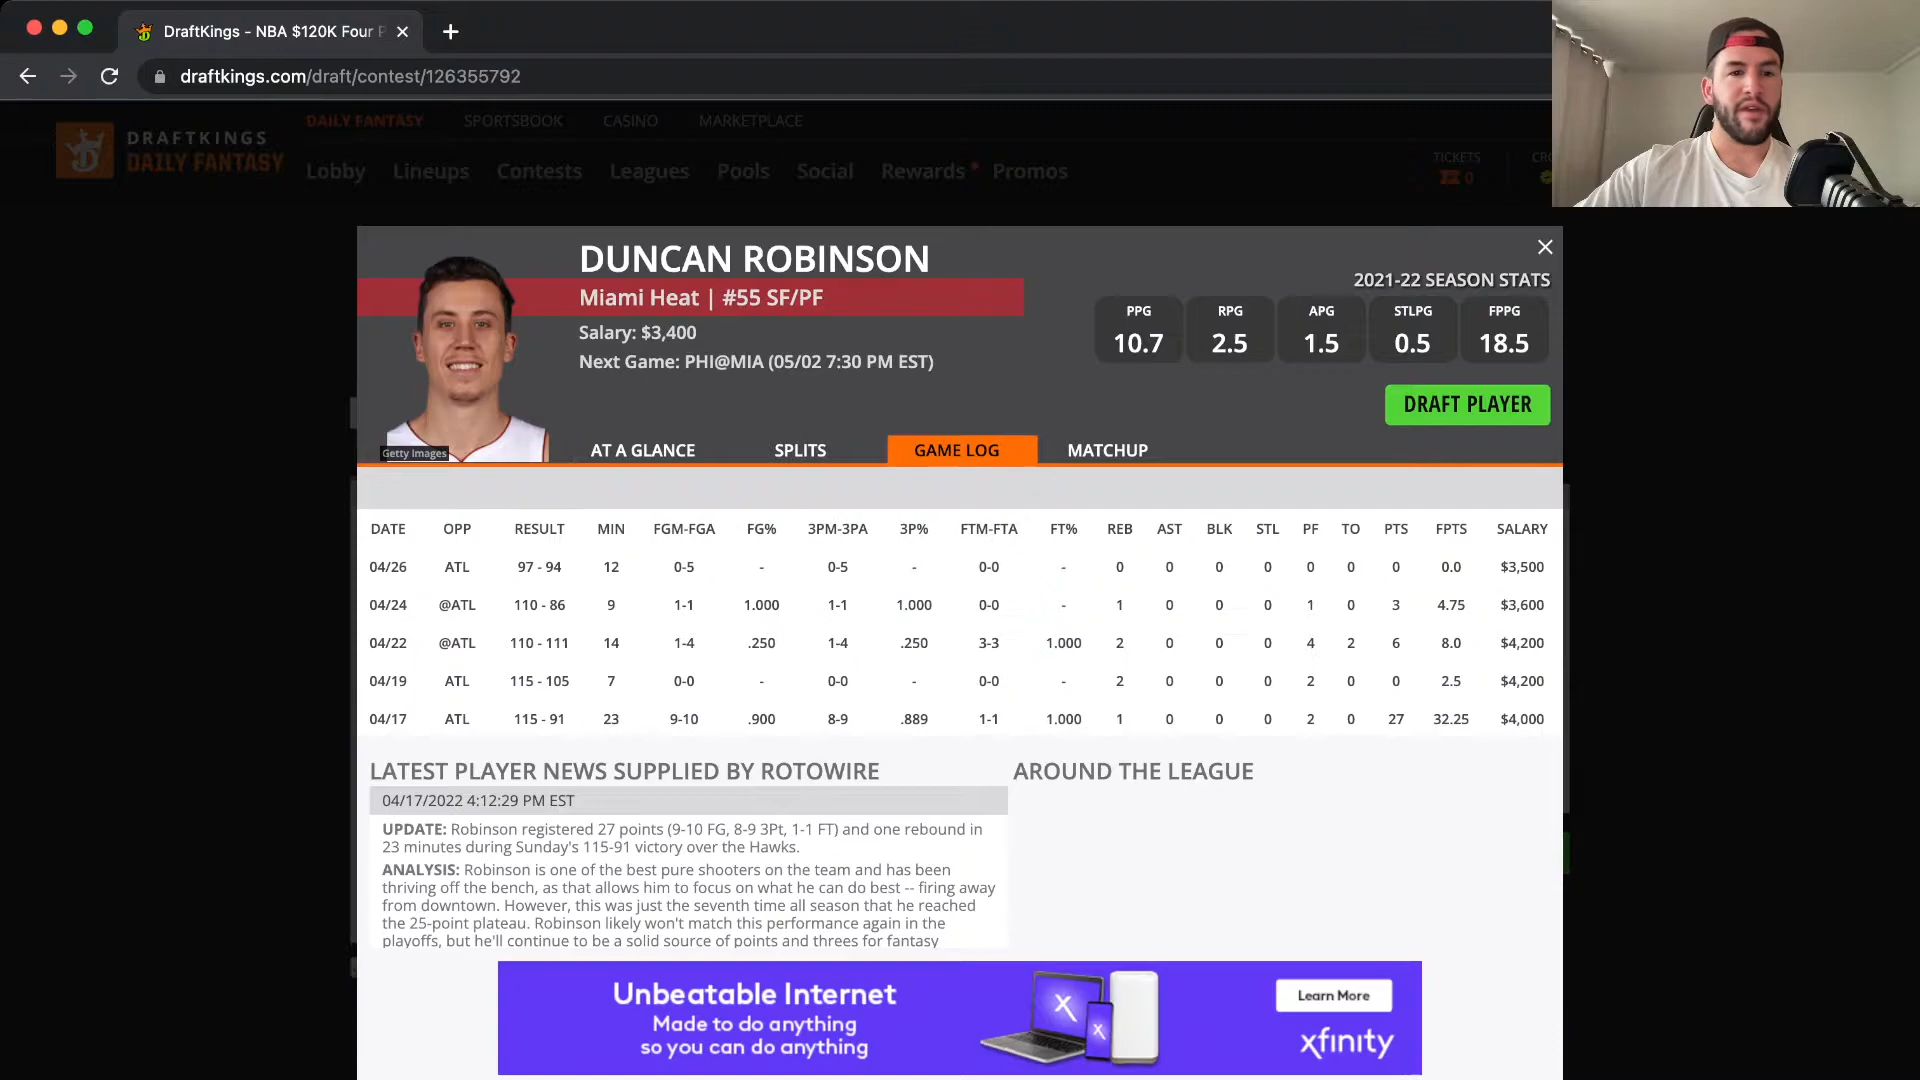 DraftKings - NBA $120K Four P
draftkings.com/draft/contest/126355792
DRAFTKINGS
DAILY FANTASY
DAILY FANTASY SPORTSBOOK CASINO MARKETPLACE
Lobby Lineups Contests Leagues Pools Social Rewards Promos
TICKETS
0
CRO
DUNCAN ROBINSON
Miami Heat | #55 SF/PF
Salary: $3,400
Next Game: PHI@MIA (05/02 7:30 PM EST)
Getty Images
2021-22 SEASON STATS
PPG RPG APG STLPG FPPG
10.7 2.5 1.5 0.5 18.5
DRAFT PLAYER
AT A GLANCE SPLITS GAME LOG MATCHUP
DATE OPP RESULT MIN FGM-FGA FG% 3PM-3PA 3P% FTM-FTA FT% REB AST BLK STL PF TO PTS FPTS SALARY
04/26 ATL 97 - 94 12 0-5 - 0-5 - 0-0 - 0 0 0 0 0 0 0 0.0 $3,500
04/24 @ATL 110 - 86 9 1-1 1.000 1-1 1.000 0-0 - 1 0 0 0 1 0 3 4.75 $3,600
04/22 @ATL 110 - 111 14 1-4 .250 1-4 .250 3-3 1.000 2 0 0 0 4 2 6 8.0 $4,200
04/19 ATL 115 - 105 7 0-0 - 0-0 - 0-0 - 2 0 0 0 2 0 0 2.5 $4,200
04/17 ATL 115 - 91 23 9-10 .900 8-9 .889 1-1 1.000 1 0 0 0 2 0 27 32.25 $4,000
LATEST PLAYER NEWS SUPPLIED BY ROTOWIRE
04/17/2022 4:12:29 PM EST
UPDATE: Robinson registered 27 points (9-10 FG, 8-9 3Pt, 1-1 FT) and one rebound in
23 minutes during Sunday's 115-91 victory over the Hawks.
ANALYSIS: Robinson is one of the best pure shooters on the team and has been
thriving off the bench, as that allows him to focus on what he can do best -- firing away
from downtown. However, this was just the seventh time all season that he reached
the 25-point plateau. Robinson likely won't match this performance again in the
playoffs, but he'll continue to be a solid source of points and threes for fantasy
AROUND THE LEAGUE
Unbeatable Internet
Made to do anything
so you can do anything
Learn More
xfinity